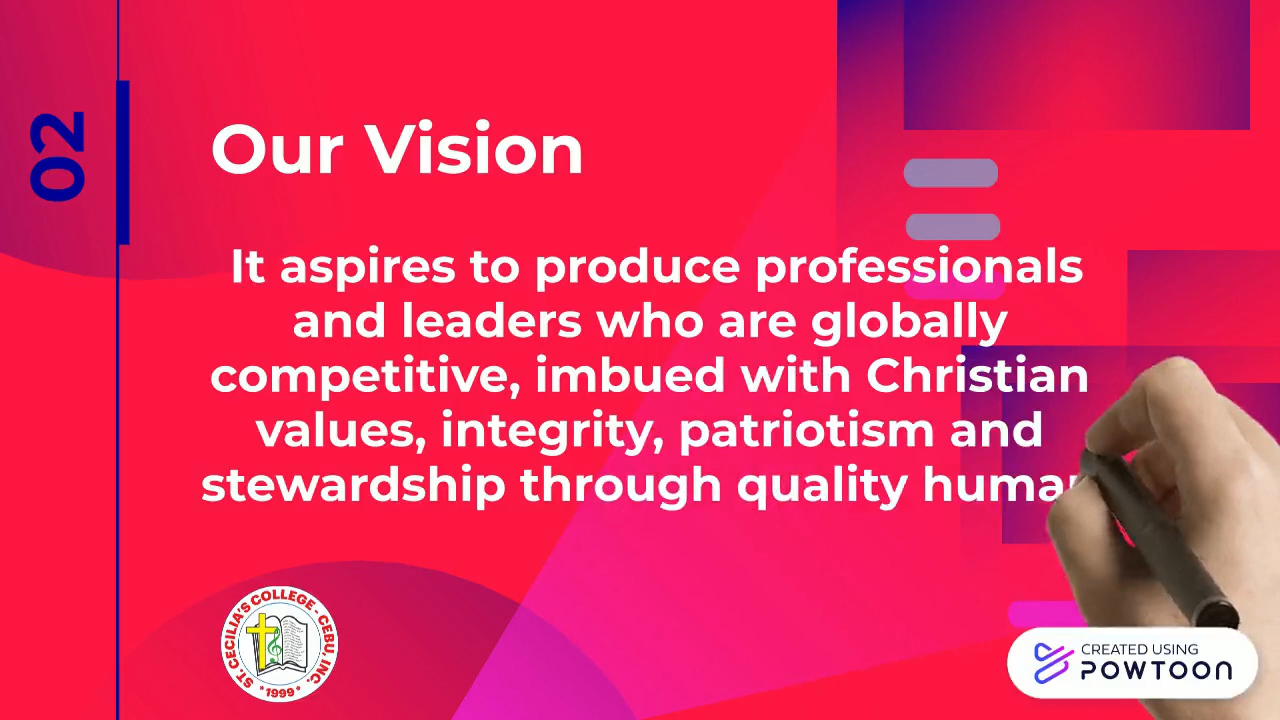 02
Our Vision
It aspires to produce professionals
and leaders who are globally
competitive, imbued with Christian
values, integrity, patriotism and
stewardship through quality human
ST. CECILIA'S COLLEGE - CEBU, INC.
* 1999 *
CREATED USING
POWTOON